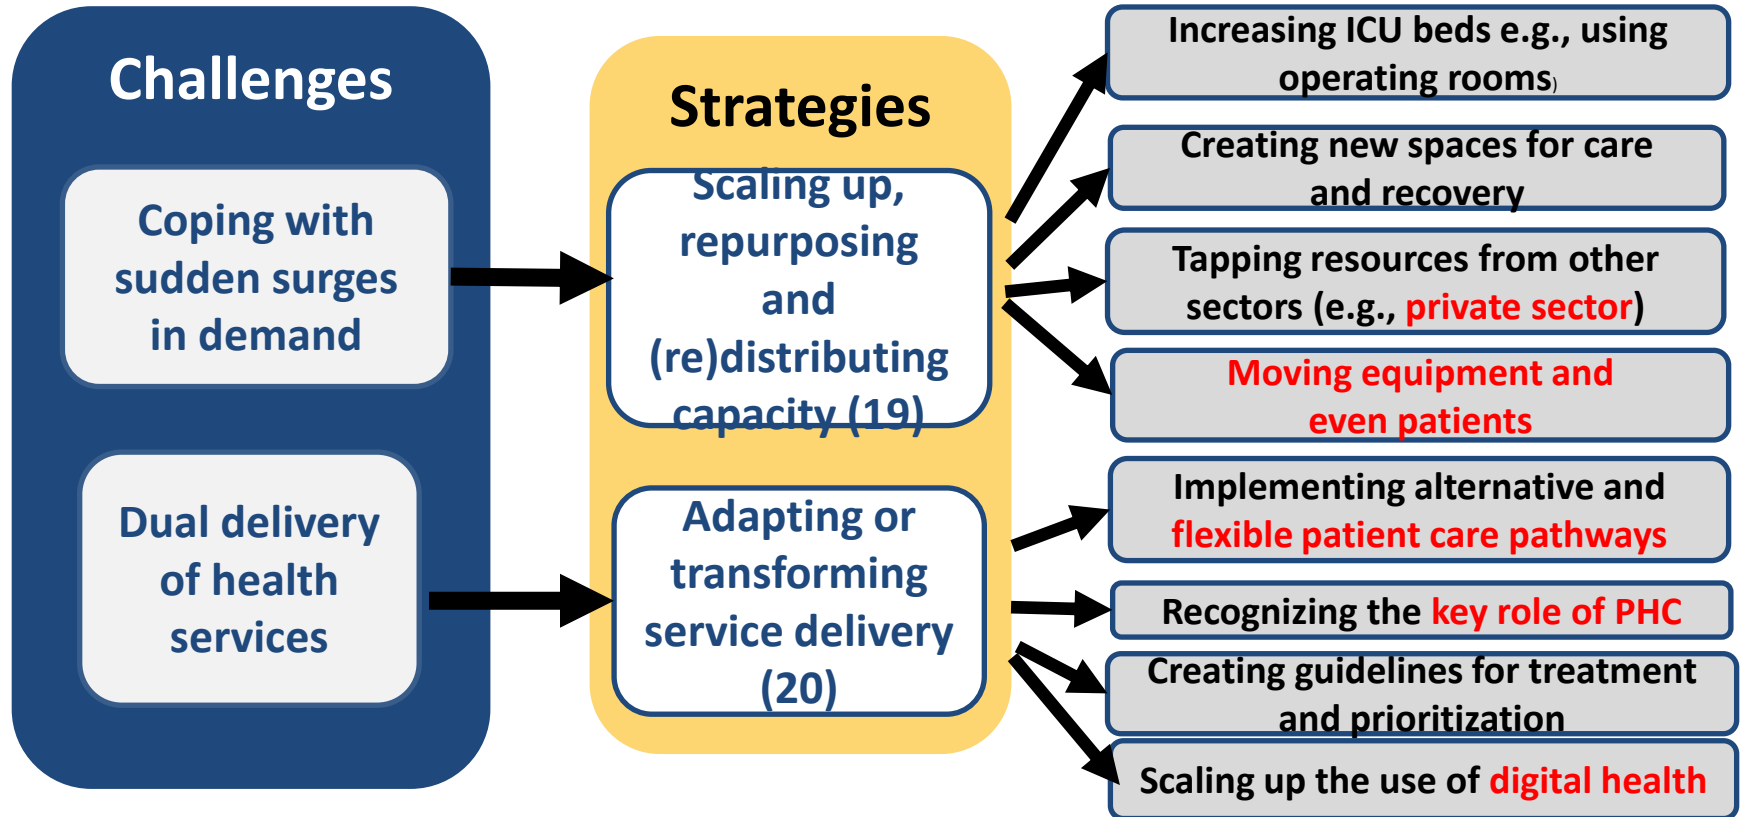 Challenges
Coping with
sudden surges
in demand
Dual delivery
of health
services
Strategies
Scaling up,
repurposing
and
(re)distributing
capacity (19)
Adapting or
transforming
service delivery
(20)
Increasing ICU beds e.g., using
operating rooms)
Creating new spaces for care
and recovery
Tapping resources from other
sectors (e.g., private sector)
Moving equipment and
even patients
Implementing alternative and
flexible patient care pathways
Recognizing the key role of PHC
Creating guidelines for treatment
and prioritization
Scaling up the use of digital health